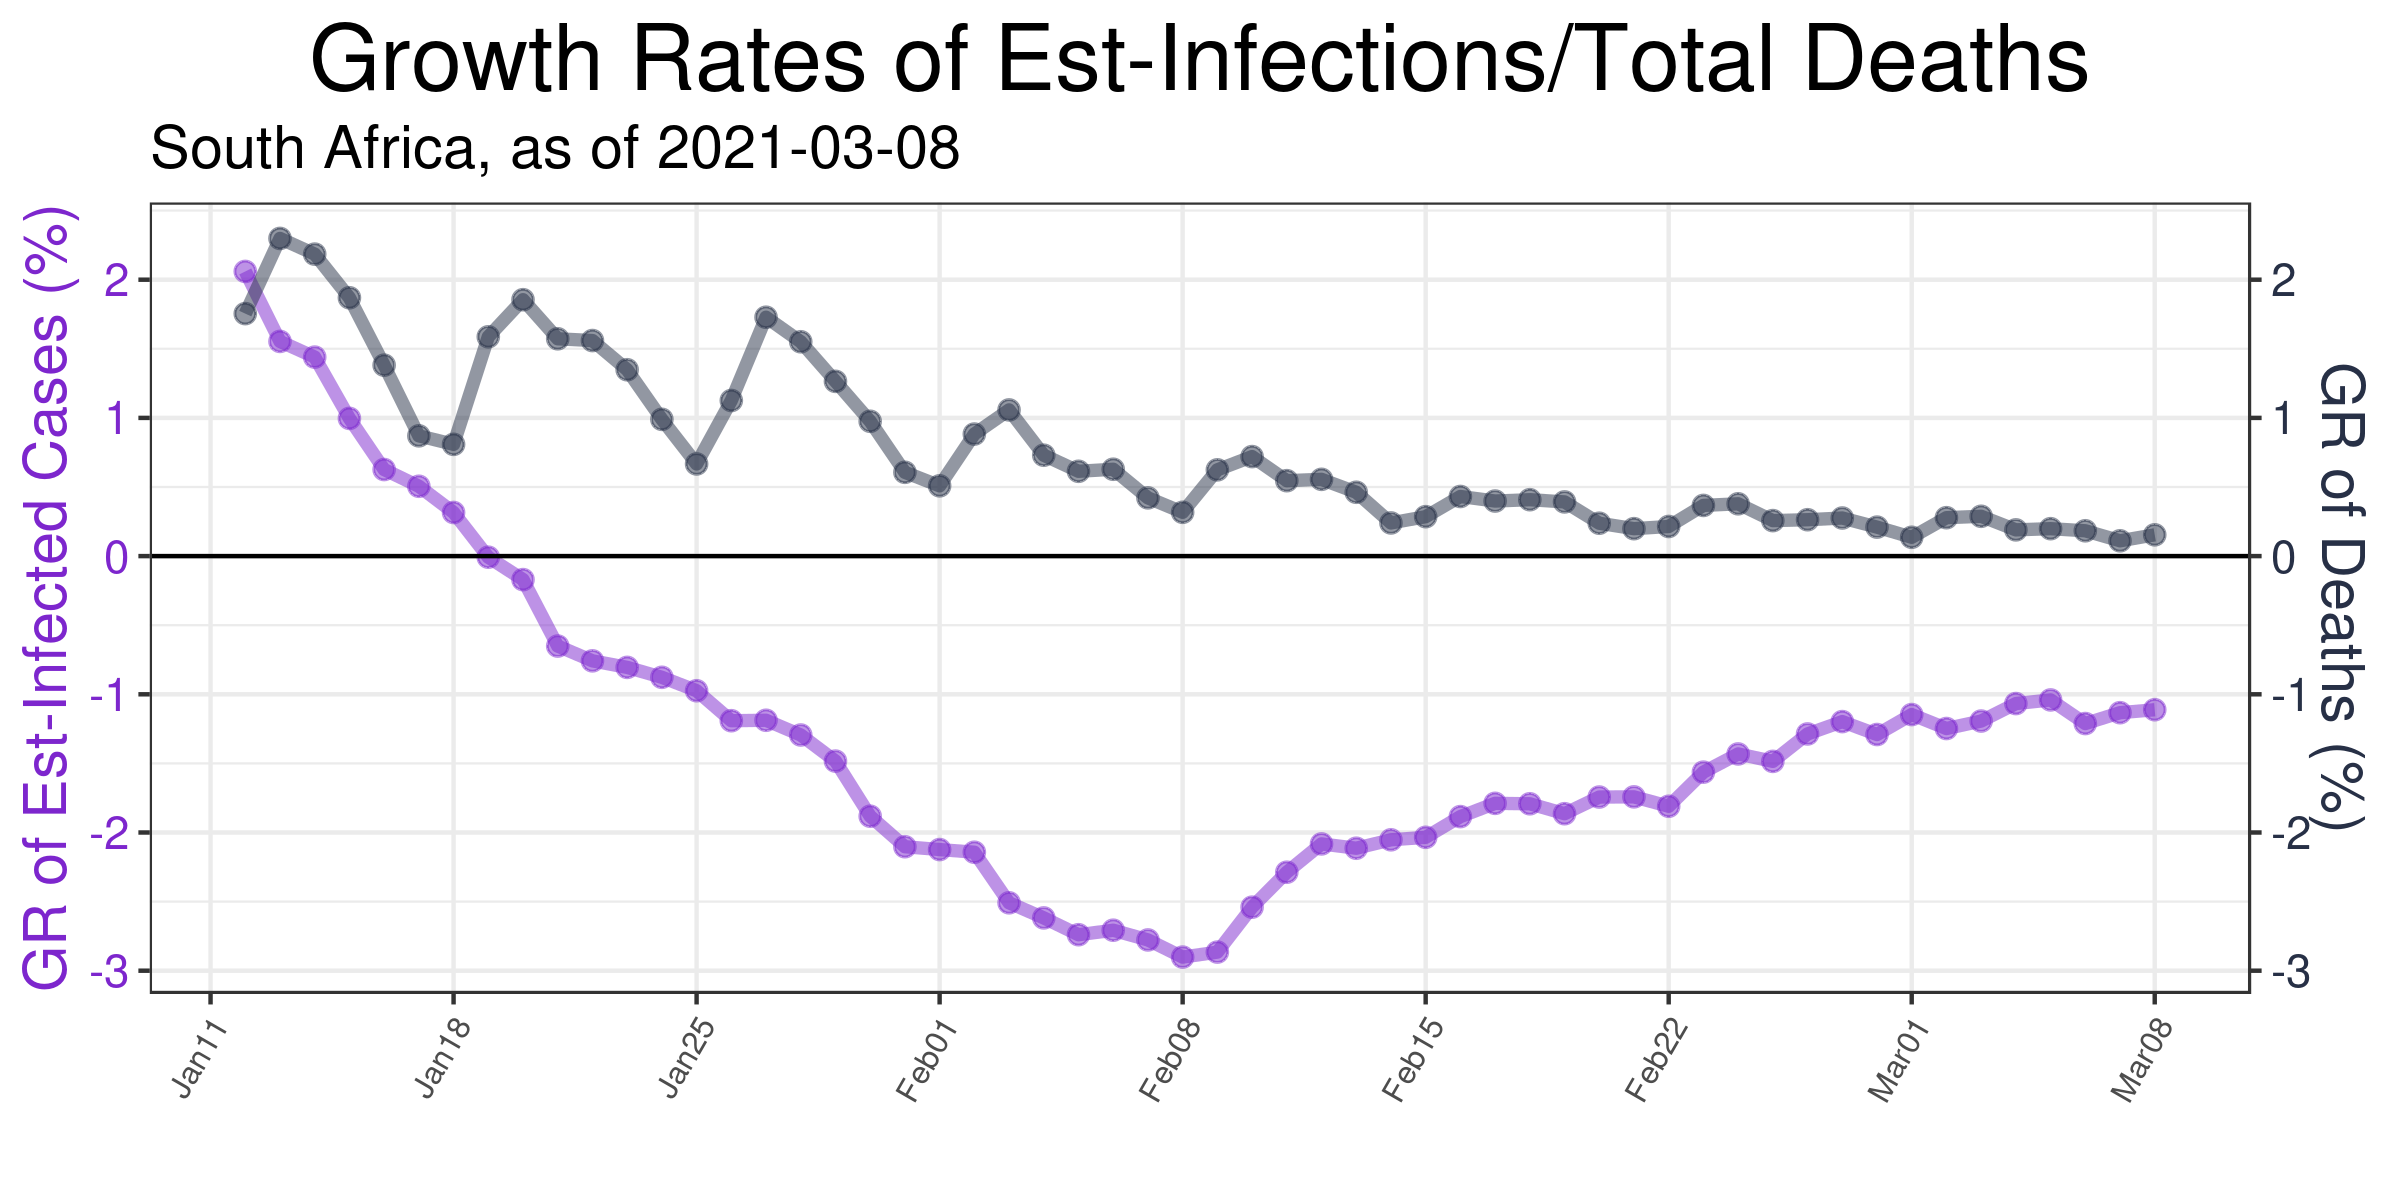 Growth Rates of Est-Infections/Total Deaths
South Africa, as of 2021-03-08
GR of Est-Infected Cases (%)
2
1
0
-1
-2
-3
2
1
0
-1
-2
-3
GR of Deaths (%)
Jan11
Jan18
Jan25
Feb01
Feb08
Feb15
Feb22
Mar01
Mar08